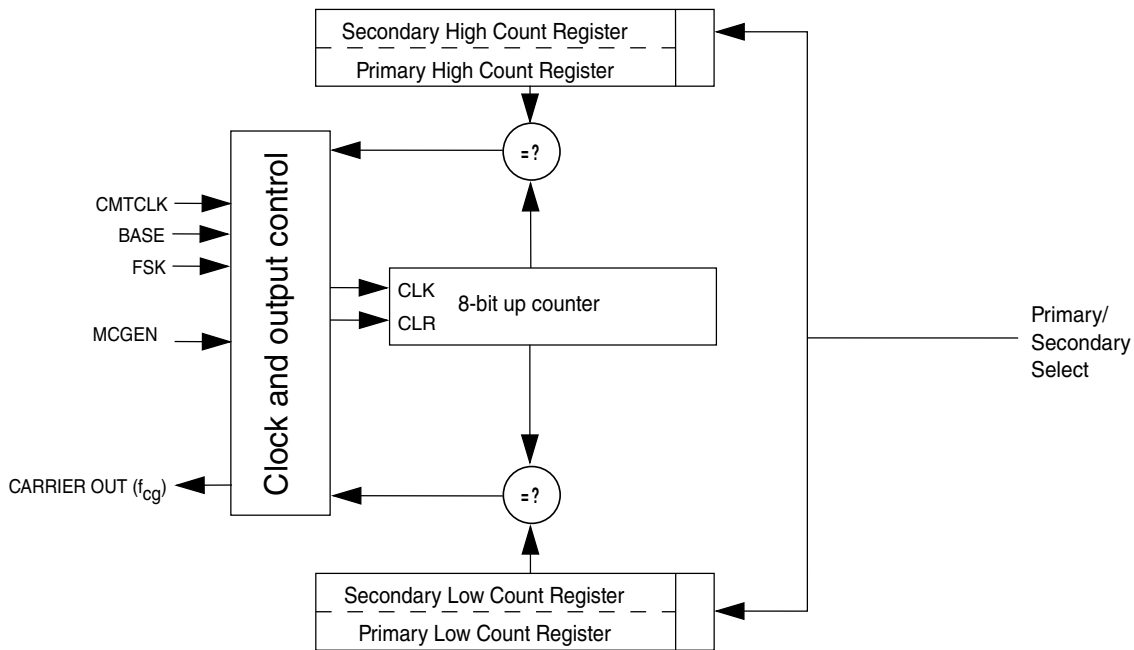 Secondary High Count Register
Primary High Count Register
=?
Clock and output control
CMTCLK
BASE
FSK
MCGEN
CARRIER OUT (fcg)
CLK
CLR
8-bit up counter
Primary/
Secondary
Select
=?
Secondary Low Count Register
Primary Low Count Register